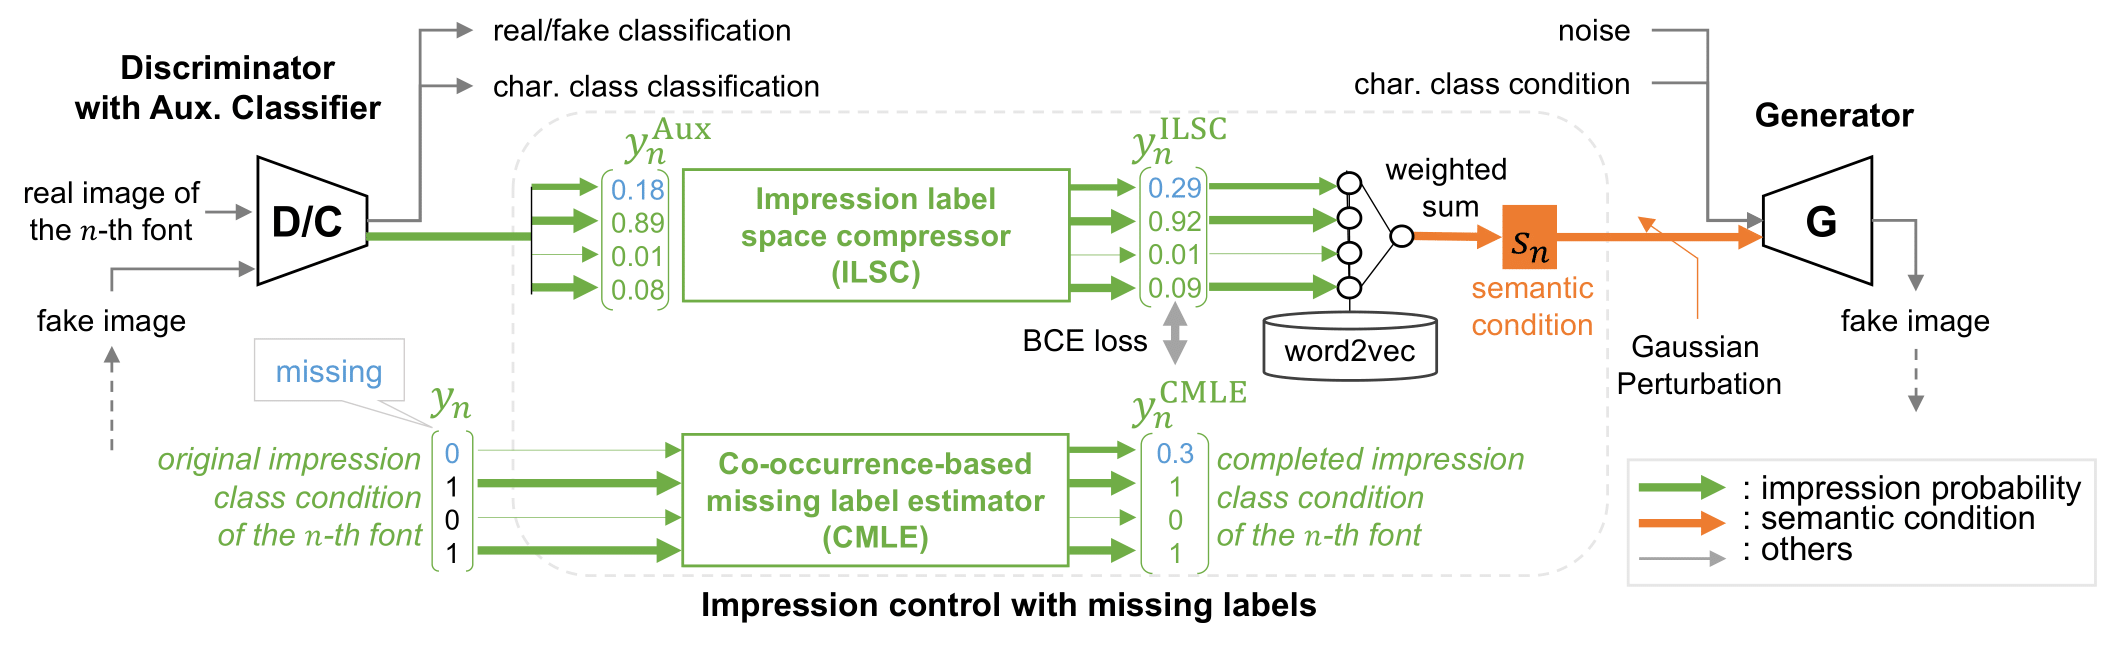 real/fake classification
char. class classification
noise
char. class condition
Discriminator
with Aux. Classifier
Generator
real image of
the n-th font
D/C
fake image
y_n^Aux
0.18
0.89
0.01
0.08
Impression label
space compressor
(ILSC)
y_n^ILSC
0.29
0.92
0.01
0.09
weighted
sum
word2vec
s_n
semantic
condition
Gaussian
Perturbation
G
fake image
BCE loss
missing
y_n
original impression
class condition
of the n-th font
0
1
0
1
Co-occurrence-based
missing label estimator
(CMLE)
y_n^CMLE
0.3
1
0
1
completed impression
class condition
of the n-th font
Impression control with missing labels
: impression probability
: semantic condition
: others